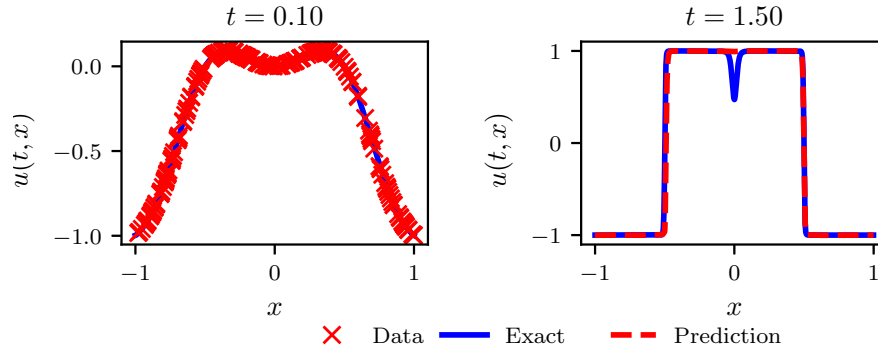 t = 0.10
t = 1.50
u(t, x)
0.0
−0.5
−1.0
−1
0
1
x
u(t, x)
1
0
−1
−1
0
1
x
Data
Exact
Prediction